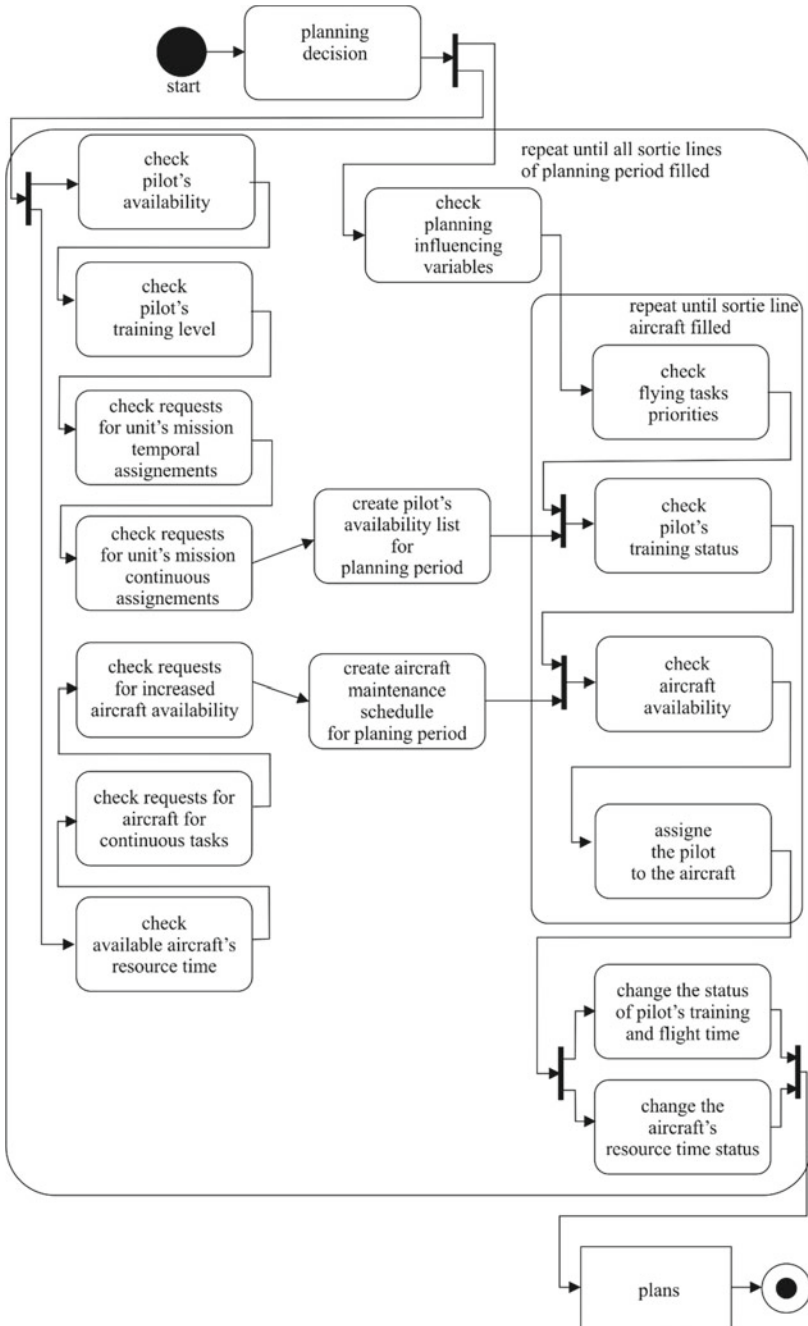 planning
decision
start
repeat until all sortie lines
of planning period filled
check
pilot's
availability
check
planning
influencing
variables
check
pilot's
training level
repeat until sortie line
aircraft filled
check
flying tasks
priorities
check requests
for unit's mission
temporal
assignements
create pilot's
availability list
for
planning period
check
pilot's
training status
check requests
for unit's mission
continuous
assignements
check requests
for increased
aircraft availability
create aircraft
maintenance
schedulle
for planing period
check
aircraft
availability
check requests for
aircraft for
continuous tasks
assigne
the pilot
to the aircraft
check
available aircraft's
resource time
change the status
of pilot's training
and flight time
change the
aircraft's
resource time status
plans